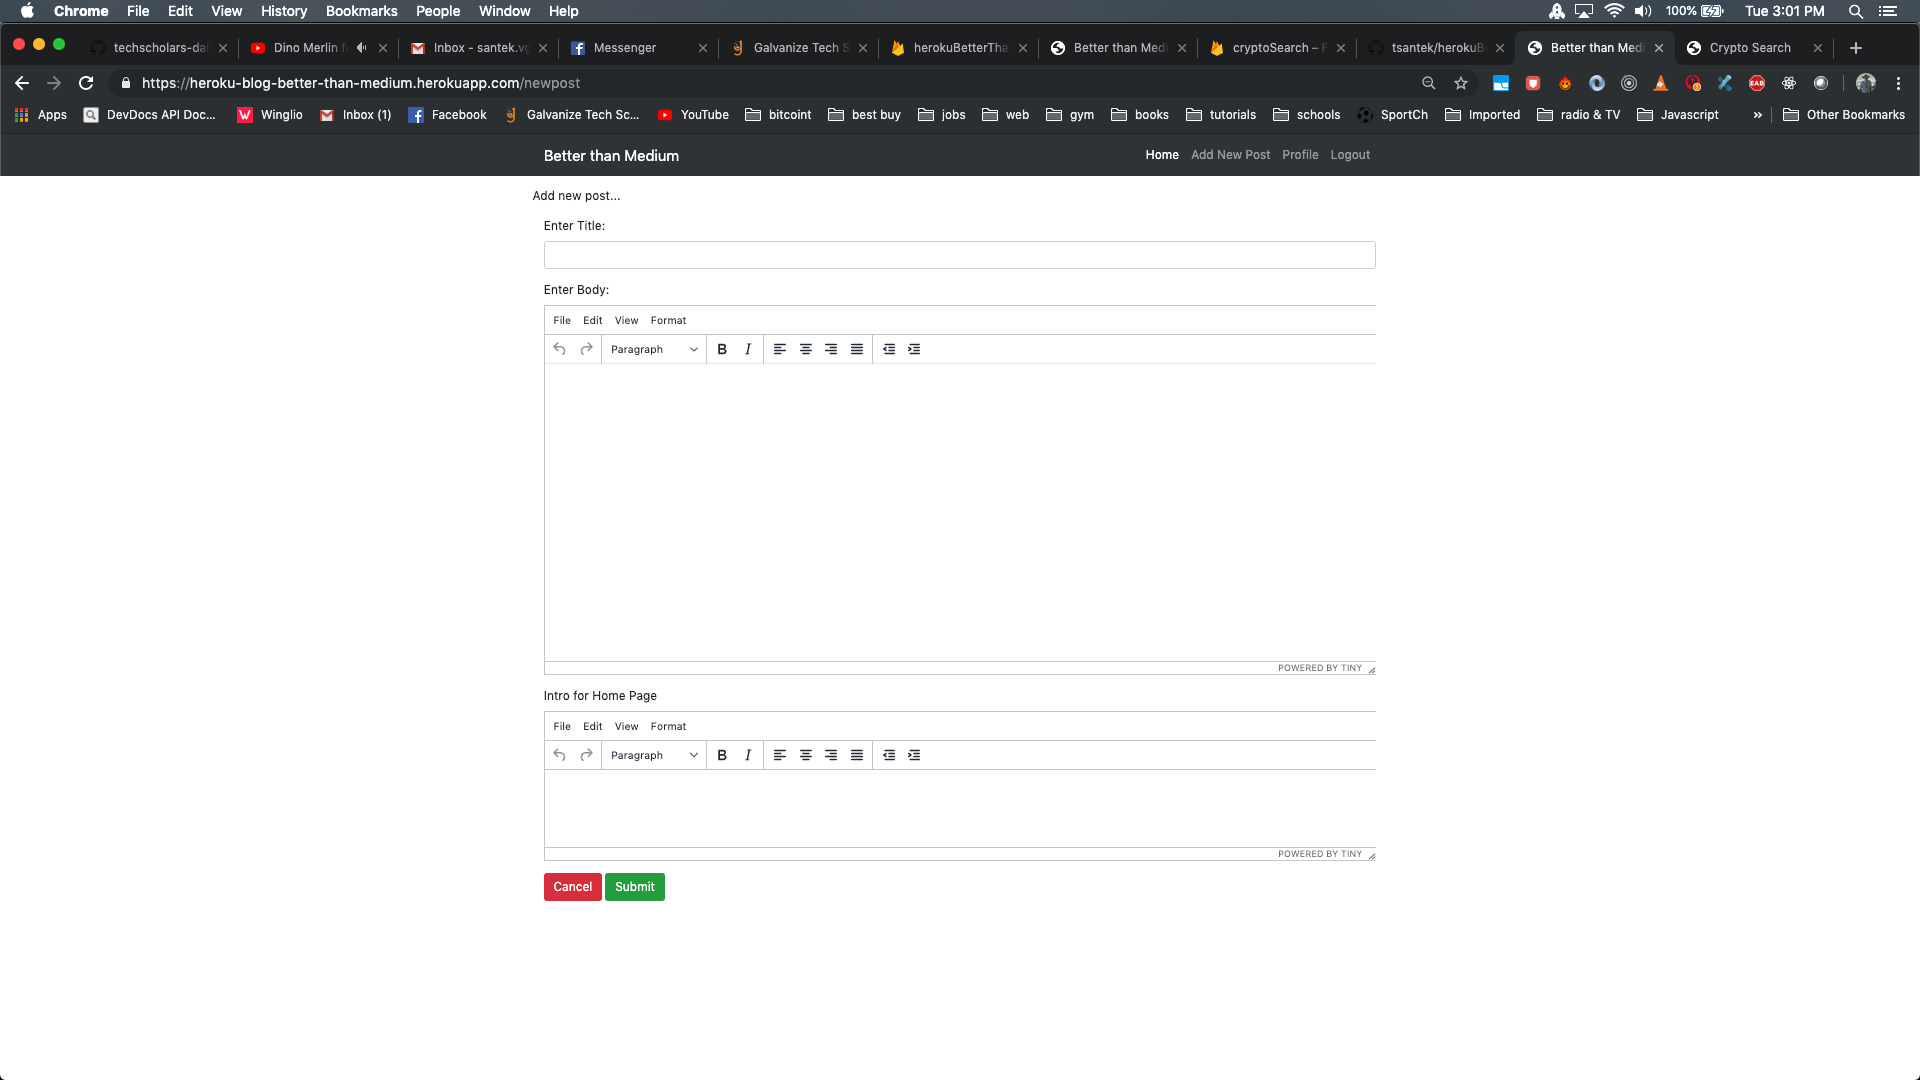 Chrome File Edit View History Bookmarks People Window Help 100% Tue 3:01 PM
techscholars-dai Dino Merlin f Inbox - santek.vg Messenger Galvanize Tech S herokuBetterTha Better than Medi cryptoSearch – F tsantek/herokuB Better than Medi Crypto Search
https://heroku-blog-better-than-medium.herokuapp.com/newpost
Apps DevDocs API Doc... Winglio Inbox (1) Facebook Galvanize Tech Sc... YouTube bitcoint best buy jobs web gym books tutorials schools SportCh Imported radio & TV Javascript » Other Bookmarks
Better than Medium Home Add New Post Profile Logout
Add new post...
Enter Title:
Enter Body:
File Edit View Format
Paragraph B I
POWERED BY TINY
Intro for Home Page
File Edit View Format
Paragraph B I
POWERED BY TINY
Cancel Submit